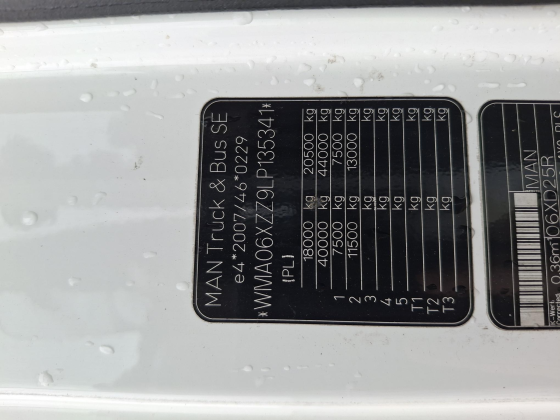 MAN Truck & Bus SE
e4*2007/46*0229
*WMA06XZZ9LP135341*
(PL)
18000 kg 20500 kg
40000 kg 44000 kg
1 7500 kg 7500 kg
2 11500 kg 13000 kg
3 kg kg
4 kg kg
5 kg kg
T1 kg kg
T2 kg kg
T3 kg kg
MAN
0.36m 06XD25R